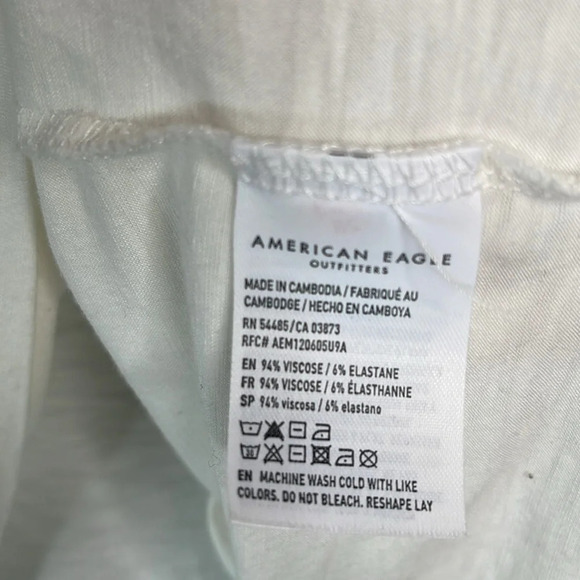 AMERICAN EAGLE
OUTFITTERS
MADE IN CAMBODIA / FABRIQUÉ AU
CAMBODGE / HECHO EN CAMBOYA
RN 54485/CA 03873
RFC# AEM120605U9A
EN 94% VISCOSE / 6% ELASTANE
FR 94% VISCOSE / 6% ÉLASTHANNE
SP 94% viscosa / 6% elastano
EN MACHINE WASH COLD WITH LIKE
COLORS. DO NOT BLEACH. RESHAPE LAY